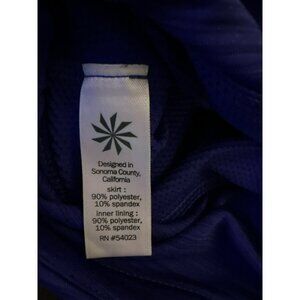 Designed in
Sonoma County,
California
skirt :
90% polyester,
10% spandex
inner lining :
90% polyester,
10% spandex
RN #54023